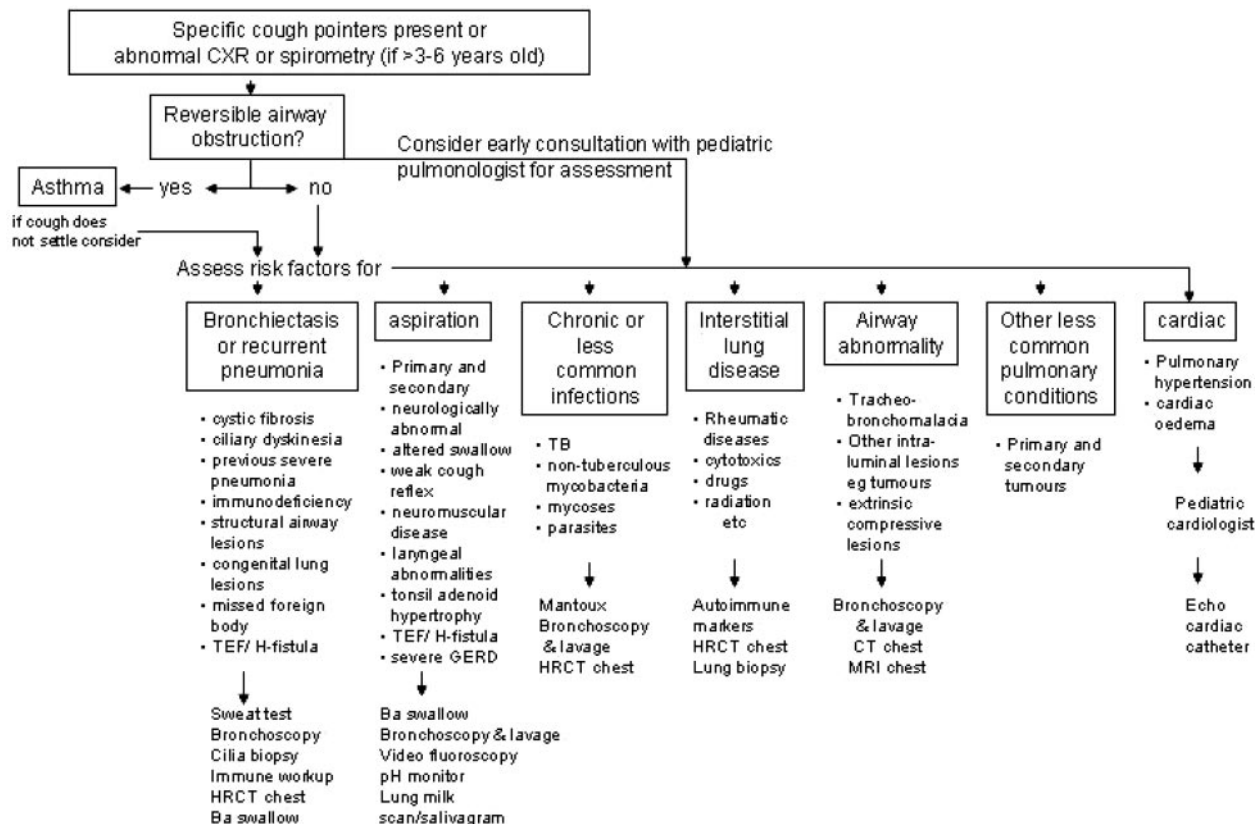 Specific cough pointers present or
abnormal CXR or spirometry (if >3-6 years old)
Reversible airway
obstruction?
Consider early consultation with pediatric
pulmonologist for assessment
Asthma
yes
no
if cough does
not settle consider
Assess risk factors for
Bronchiectasis
or recurrent
pneumonia
• cystic fibrosis
• ciliary dyskinesia
• previous severe
pneumonia
• immunodeficiency
• structural airway
lesions
• congenital lung
lesions
• missed foreign
body
• TEF/ H-fistula
Sweat test
Bronchoscopy
Cilia biopsy
Immune workup
HRCT chest
Ba swallow
aspiration
• Primary and
secondary
• neurologically
abnormal
• altered swallow
• weak cough
reflex
• neuromuscular
disease
• laryngeal
abnormalities
• tonsil adenoid
hypertrophy
• TEF/ H-fistula
• severe GERD
Ba swallow
Bronchoscopy & lavage
Video fluoroscopy
pH monitor
Lung milk
scan/salivagram
Chronic or
less
common
infections
• TB
• non-tuberculous
mycobacteria
• mycoses
• parasites
Mantoux
Bronchoscopy
& lavage
HRCT chest
Interstitial
lung
disease
• Rheumatic
diseases
• cytotoxics
• drugs
• radiation
etc
Autoimmune
markers
HRCT chest
Lung biopsy
Airway
abnormality
• Tracheo-
bronchomalacia
• Other intra-
luminal lesions
eg tumours
• extrinsic
compressive
lesions
Bronchoscopy
& lavage
CT chest
MRI chest
Other less
common
pulmonary
conditions
• Primary and
secondary
tumours
cardiac
• Pulmonary
hypertension
• cardiac
oedema
Pediatric
cardiologist
Echo
cardiac
catheter